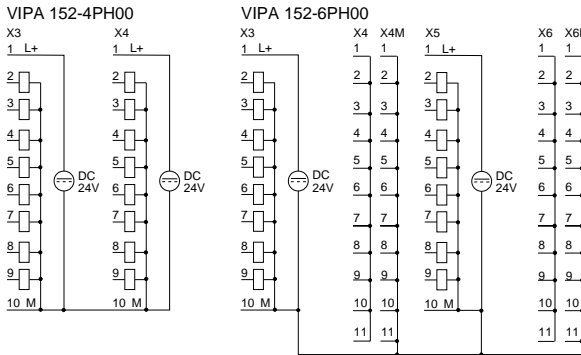 VIPA 152-4PH00 VIPA 152-6PH00
X3 X4 X3 X4 X4M X5 X6 X6
1 L+ 1 L+ 1 L+ 1 1 1 L+ 1 1
2 2 2 2 2 2 2 2
3 3 3 3 3 3 3 3
4 4 4 4 4 4 4 4
5 5 5 5 5 5 5 5
DC DC DC DC
24V 24V 24V 24V
6 6 6 6 6 6 6 6
7 7 7 7 7 7 7 7
8 8 8 8 8 8 8 8
9 9 9 9 9 9 9 9
10 M 10 M 10 M 10 10 10 M 10 10
11 11 11 11